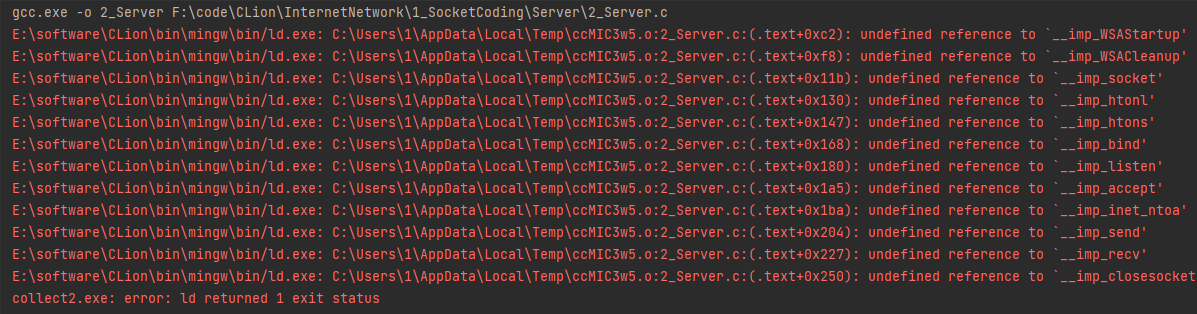 gcc.exe -o 2_Server F:\code\CLion\InternetNetwork\1_SocketCoding\Server\2_Server.c
E:\software\CLion\bin\mingw\bin/ld.exe: C:\Users\1\AppData\Local\Temp\ccMIC3w5.o:2_Server.c:(.text+0xc2): undefined reference to `__imp_WSAStartup'
E:\software\CLion\bin\mingw\bin/ld.exe: C:\Users\1\AppData\Local\Temp\ccMIC3w5.o:2_Server.c:(.text+0xf8): undefined reference to `__imp_WSACleanup'
E:\software\CLion\bin\mingw\bin/ld.exe: C:\Users\1\AppData\Local\Temp\ccMIC3w5.o:2_Server.c:(.text+0x11b): undefined reference to `__imp_socket'
E:\software\CLion\bin\mingw\bin/ld.exe: C:\Users\1\AppData\Local\Temp\ccMIC3w5.o:2_Server.c:(.text+0x130): undefined reference to `__imp_htonl'
E:\software\CLion\bin\mingw\bin/ld.exe: C:\Users\1\AppData\Local\Temp\ccMIC3w5.o:2_Server.c:(.text+0x147): undefined reference to `__imp_htons'
E:\software\CLion\bin\mingw\bin/ld.exe: C:\Users\1\AppData\Local\Temp\ccMIC3w5.o:2_Server.c:(.text+0x168): undefined reference to `__imp_bind'
E:\software\CLion\bin\mingw\bin/ld.exe: C:\Users\1\AppData\Local\Temp\ccMIC3w5.o:2_Server.c:(.text+0x180): undefined reference to `__imp_listen'
E:\software\CLion\bin\mingw\bin/ld.exe: C:\Users\1\AppData\Local\Temp\ccMIC3w5.o:2_Server.c:(.text+0x1a5): undefined reference to `__imp_accept'
E:\software\CLion\bin\mingw\bin/ld.exe: C:\Users\1\AppData\Local\Temp\ccMIC3w5.o:2_Server.c:(.text+0x1ba): undefined reference to `__imp_inet_ntoa'
E:\software\CLion\bin\mingw\bin/ld.exe: C:\Users\1\AppData\Local\Temp\ccMIC3w5.o:2_Server.c:(.text+0x204): undefined reference to `__imp_send'
E:\software\CLion\bin\mingw\bin/ld.exe: C:\Users\1\AppData\Local\Temp\ccMIC3w5.o:2_Server.c:(.text+0x227): undefined reference to `__imp_recv'
E:\software\CLion\bin\mingw\bin/ld.exe: C:\Users\1\AppData\Local\Temp\ccMIC3w5.o:2_Server.c:(.text+0x250): undefined reference to `__imp_closesocket
collect2.exe: error: ld returned 1 exit status